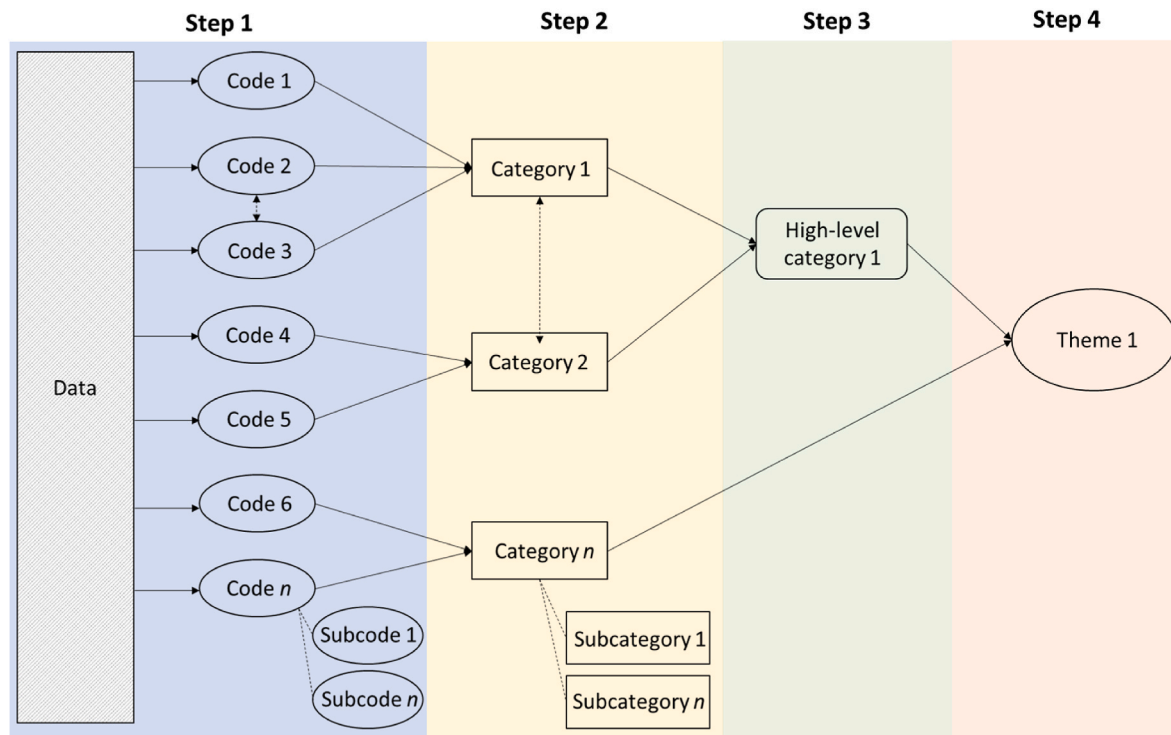 Step 1
Step 2
Step 3
Step 4
Data
Code 1
Code 2
Code 3
Code 4
Code 5
Code 6
Code n
Subcode 1
Subcode n
Category 1
Category 2
Category n
Subcategory 1
Subcategory n
High-level
category 1
Theme 1